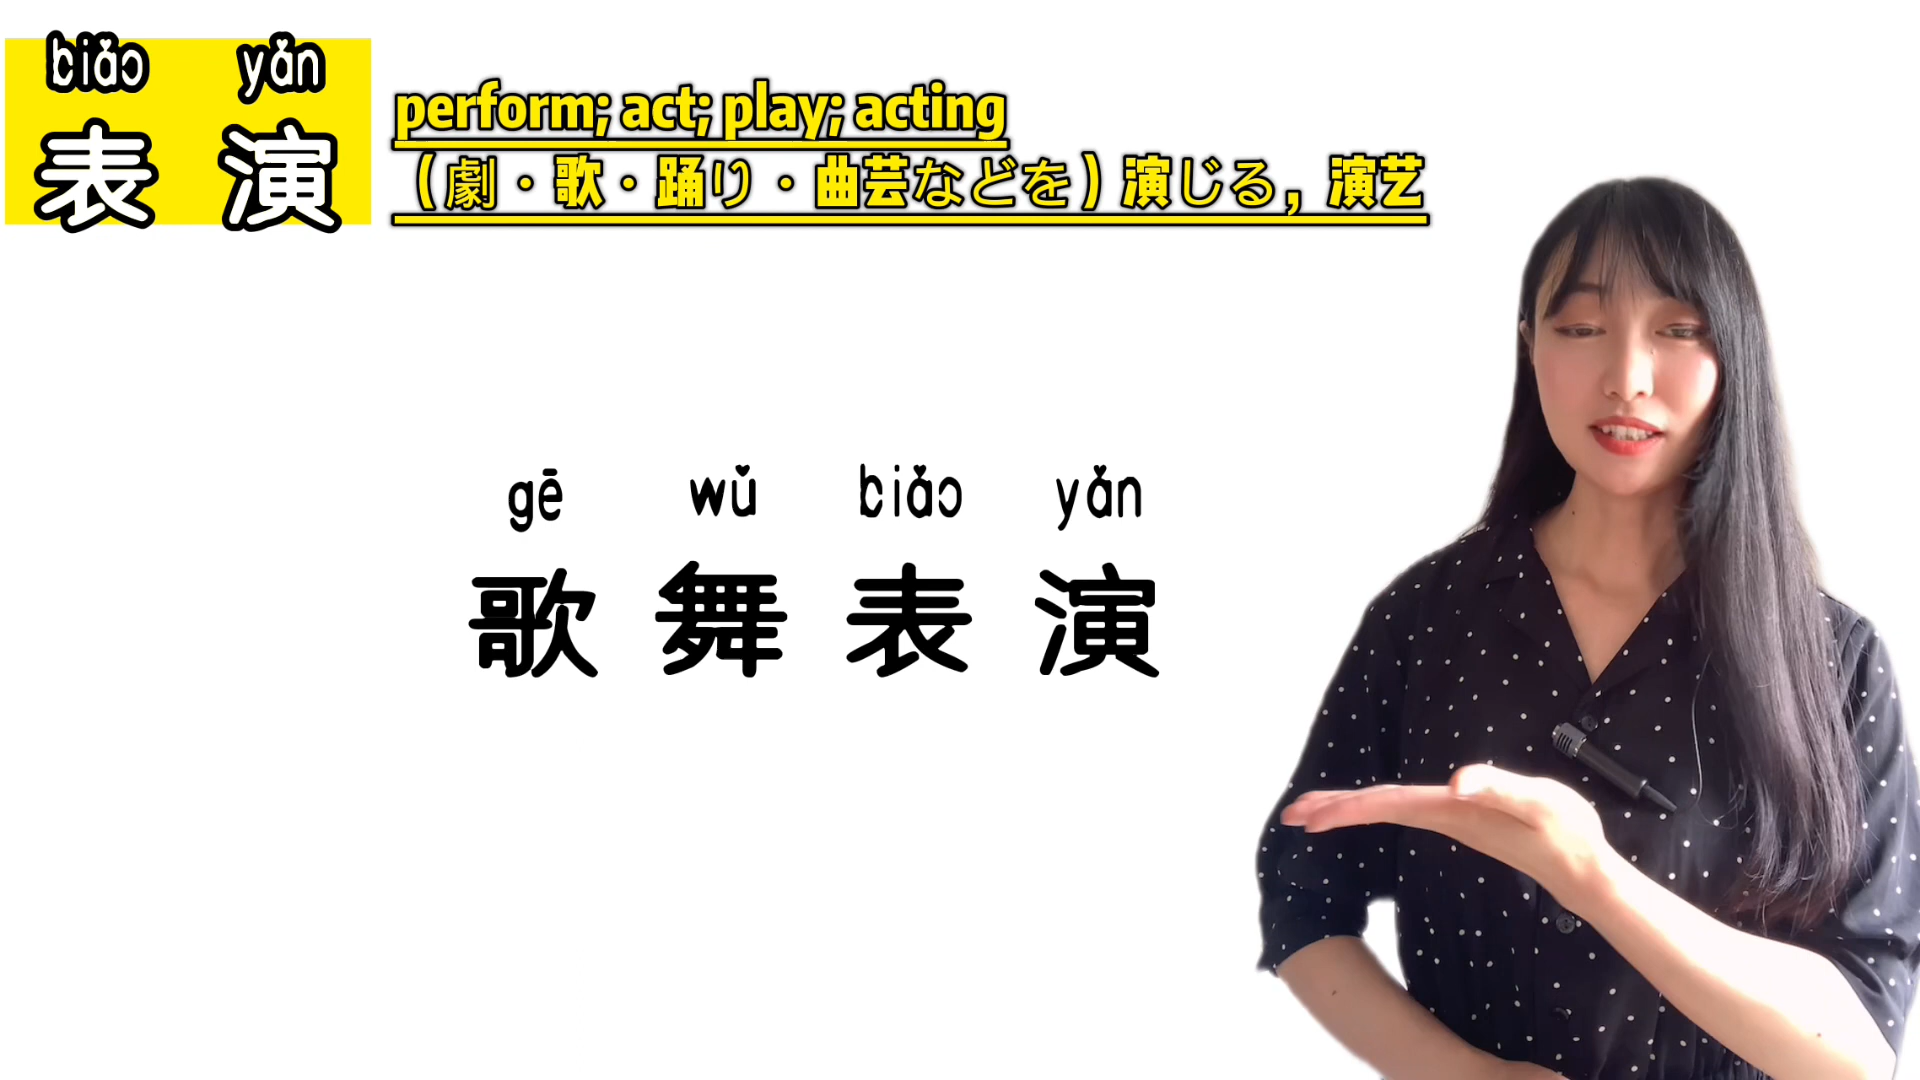 biǎo yǎn
表 演
perform; act; play; acting
(劇・歌・踊り・曲芸などを)演じる, 演艺
gē wǔ biǎo yǎn
歌 舞 表 演